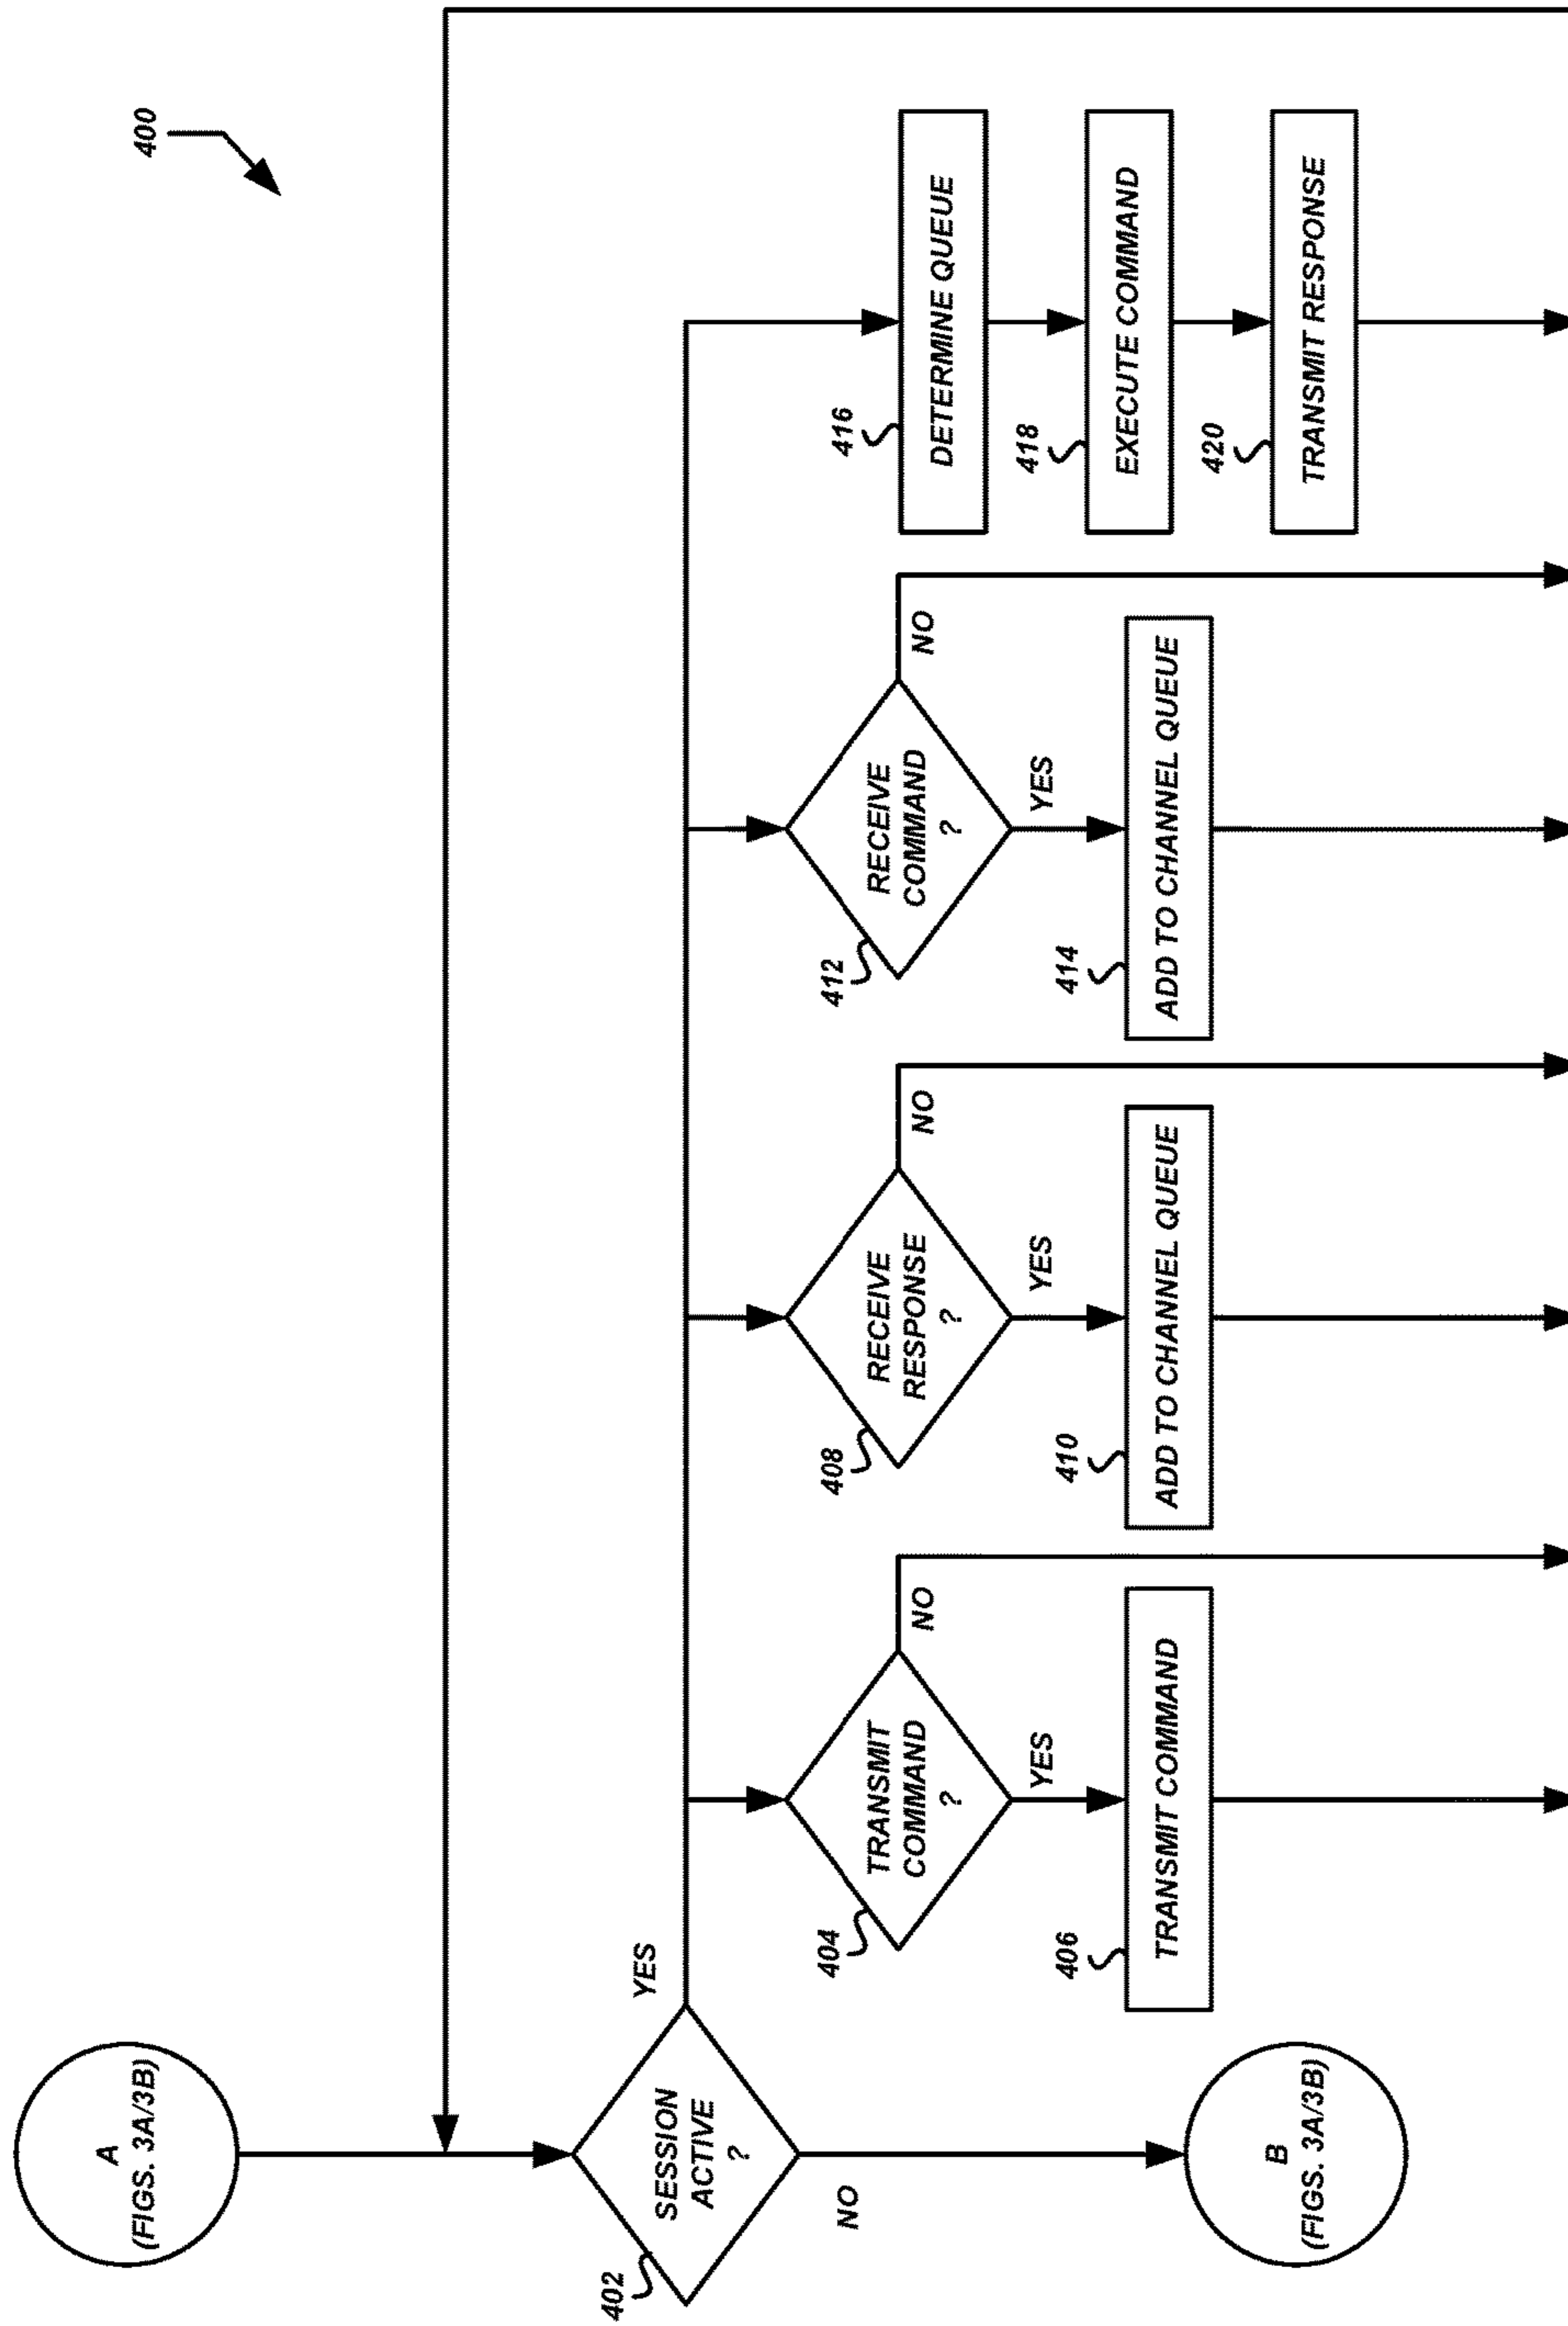 400
A
(FIGS. 3A/3B)
402
SESSION
ACTIVE
?
YES
NO
B
(FIGS. 3A/3B)
404
TRANSMIT
COMMAND
?
NO
YES
406
TRANSMIT COMMAND
408
RECEIVE
RESPONSE
?
NO
YES
410
ADD TO CHANNEL QUEUE
412
RECEIVE
COMMAND
?
NO
YES
414
ADD TO CHANNEL QUEUE
416
DETERMINE QUEUE
418
EXECUTE COMMAND
420
TRANSMIT RESPONSE